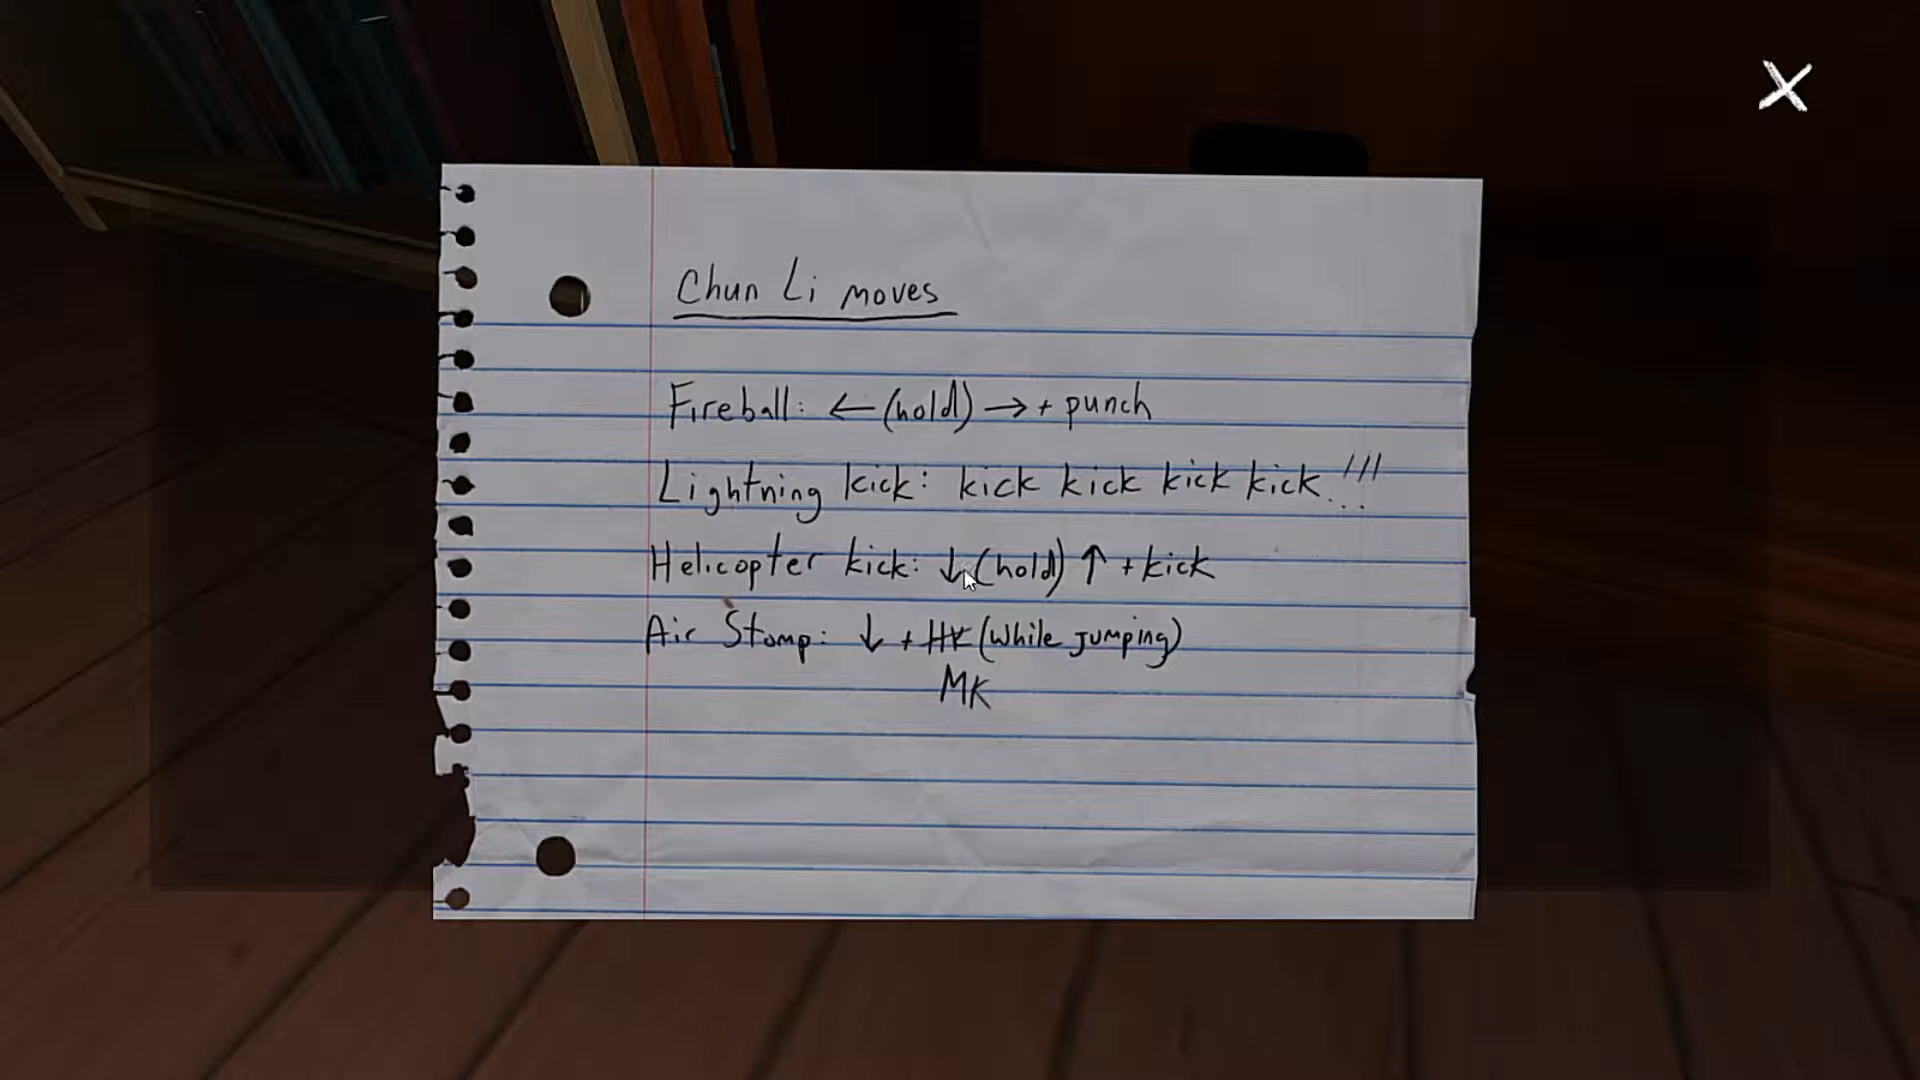 Chun Li moves
Fireball: ← (hold) → + punch
Lightning kick: kick kick kick kick!!!
Helicopter kick: ↓ (hold) ↑ + kick
Air Stomp: ↓ + HK (while jumping)
MK